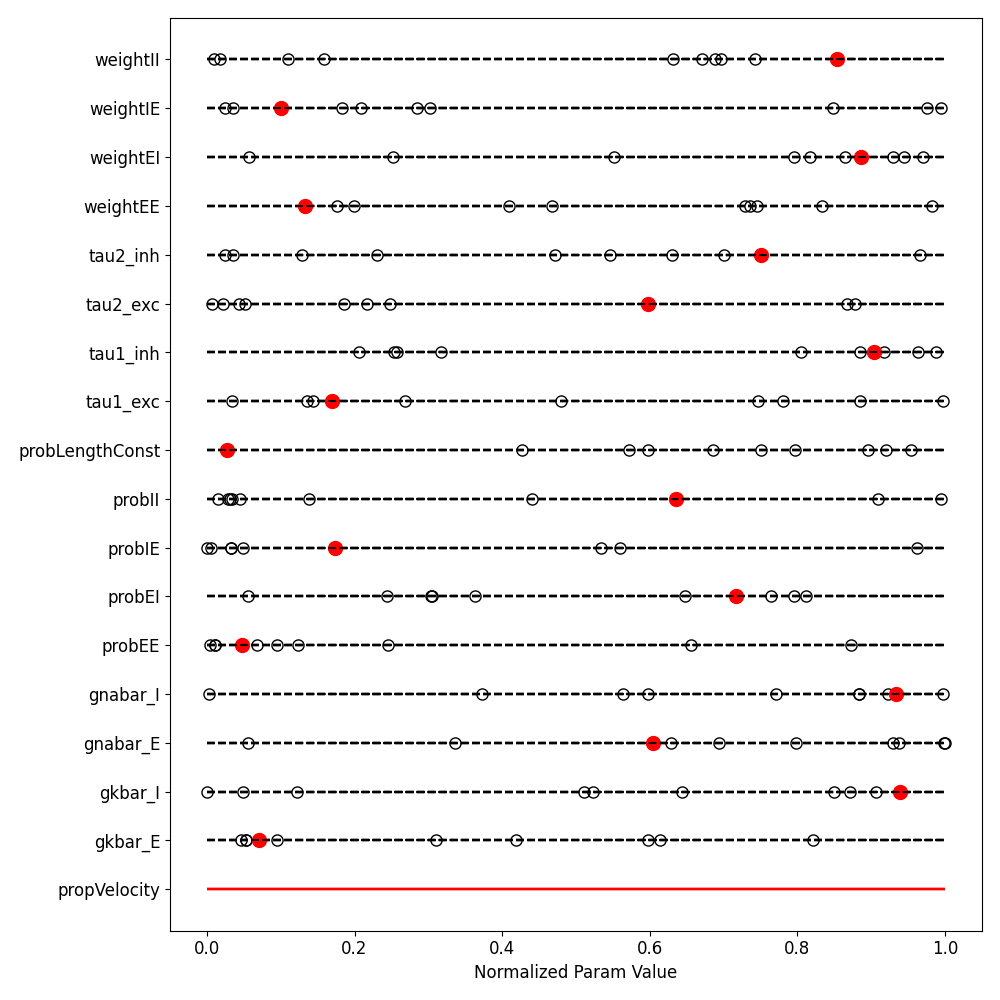 weightII
weightIE
weightEI
weightEE
tau2_inh
tau2_exc
tau1_inh
tau1_exc
probLengthConst
probII
probIE
probEI
probEE
gnabar_I
gnabar_E
gkbar_I
gkbar_E
propVelocity
0.0 0.2 0.4 0.6 0.8 1.0
Normalized Param Value